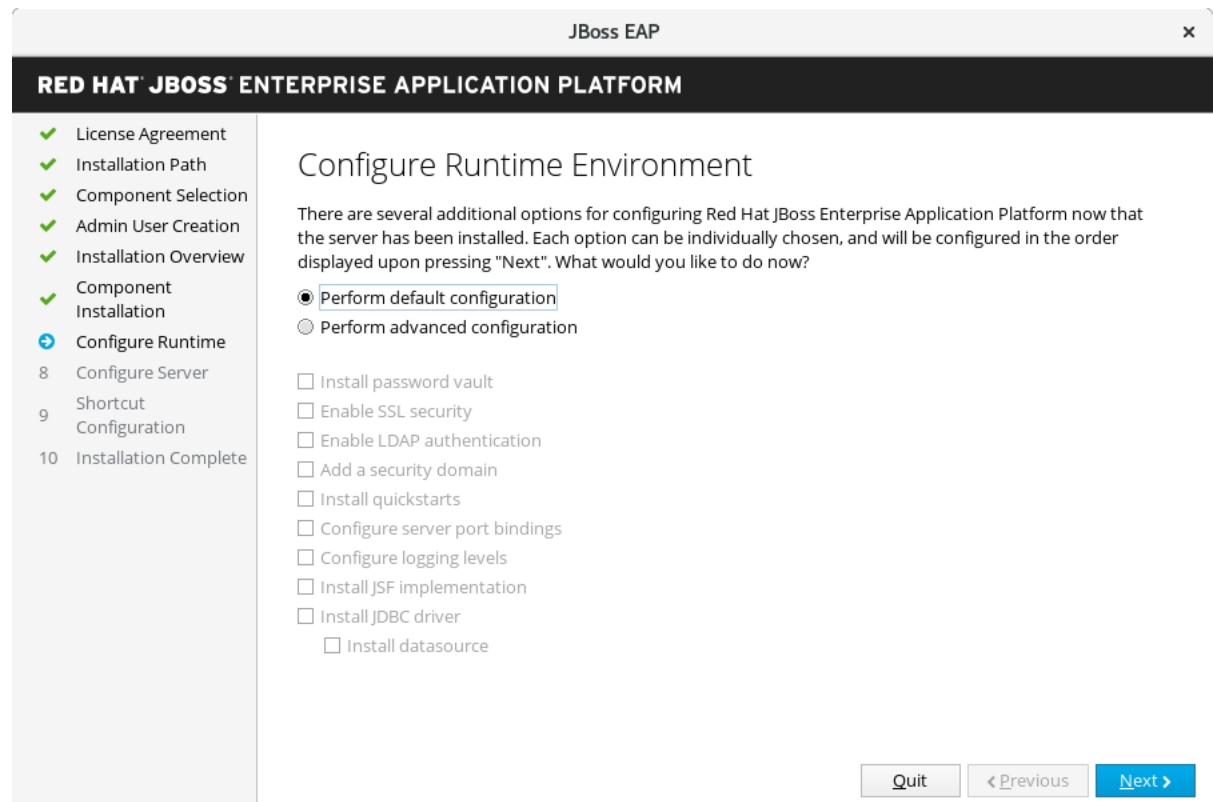 JBoss EAP
RED HAT® JBOSS® ENTERPRISE APPLICATION PLATFORM
License Agreement
Installation Path
Component Selection
Admin User Creation
Installation Overview
Component
Installation
Configure Runtime
8 Configure Server
9 Shortcut
Configuration
10 Installation Complete
Configure Runtime Environment
There are several additional options for configuring Red Hat JBoss Enterprise Application Platform now that
the server has been installed. Each option can be individually chosen, and will be configured in the order
displayed upon pressing "Next". What would you like to do now?
Perform default configuration
Perform advanced configuration
Install password vault
Enable SSL security
Enable LDAP authentication
Add a security domain
Install quickstarts
Configure server port bindings
Configure logging levels
Install JSF implementation
Install JDBC driver
Install datasource
Quit
Previous
Next